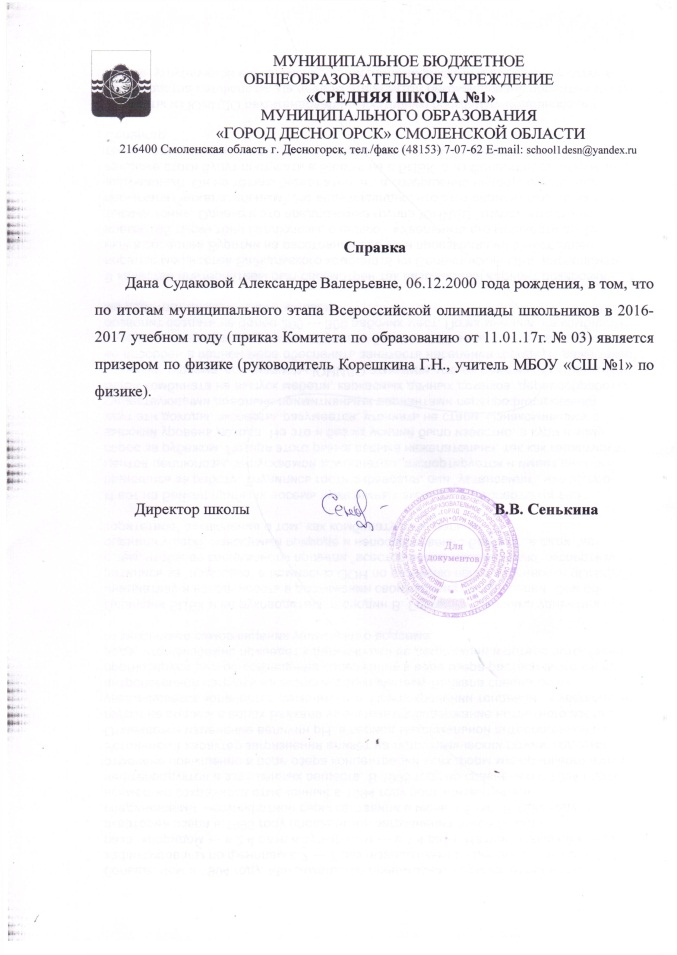 МУНИЦИПАЛЬНОЕ БЮДЖЕТНОЕ
ОБЩЕОБРАЗОВАТЕЛЬНОЕ УЧРЕЖДЕНИЕ
«СРЕДНЯЯ ШКОЛА №1»
МУНИЦИПАЛЬНОГО ОБРАЗОВАНИЯ
«ГОРОД ДЕСНОГОРСК» СМОЛЕНСКОЙ ОБЛАСТИ
216400 Смоленская область г. Десногорск, тел./факс (48153) 7-07-62 E-mail: school1desn@yandex.ru
Справка
Дана Судаковой Александре Валерьевне, 06.12.2000 года рождения, в том, что
по итогам муниципального этапа Всероссийской олимпиады школьников в 2016-
2017 учебном году (приказ Комитета по образованию от 11.01.17г. № 03) является
призером по физике (руководитель Корешкина Г.Н., учитель МБОУ «СШ №1» по
физике).
Директор школы В.В. Сенькина
Для
документов